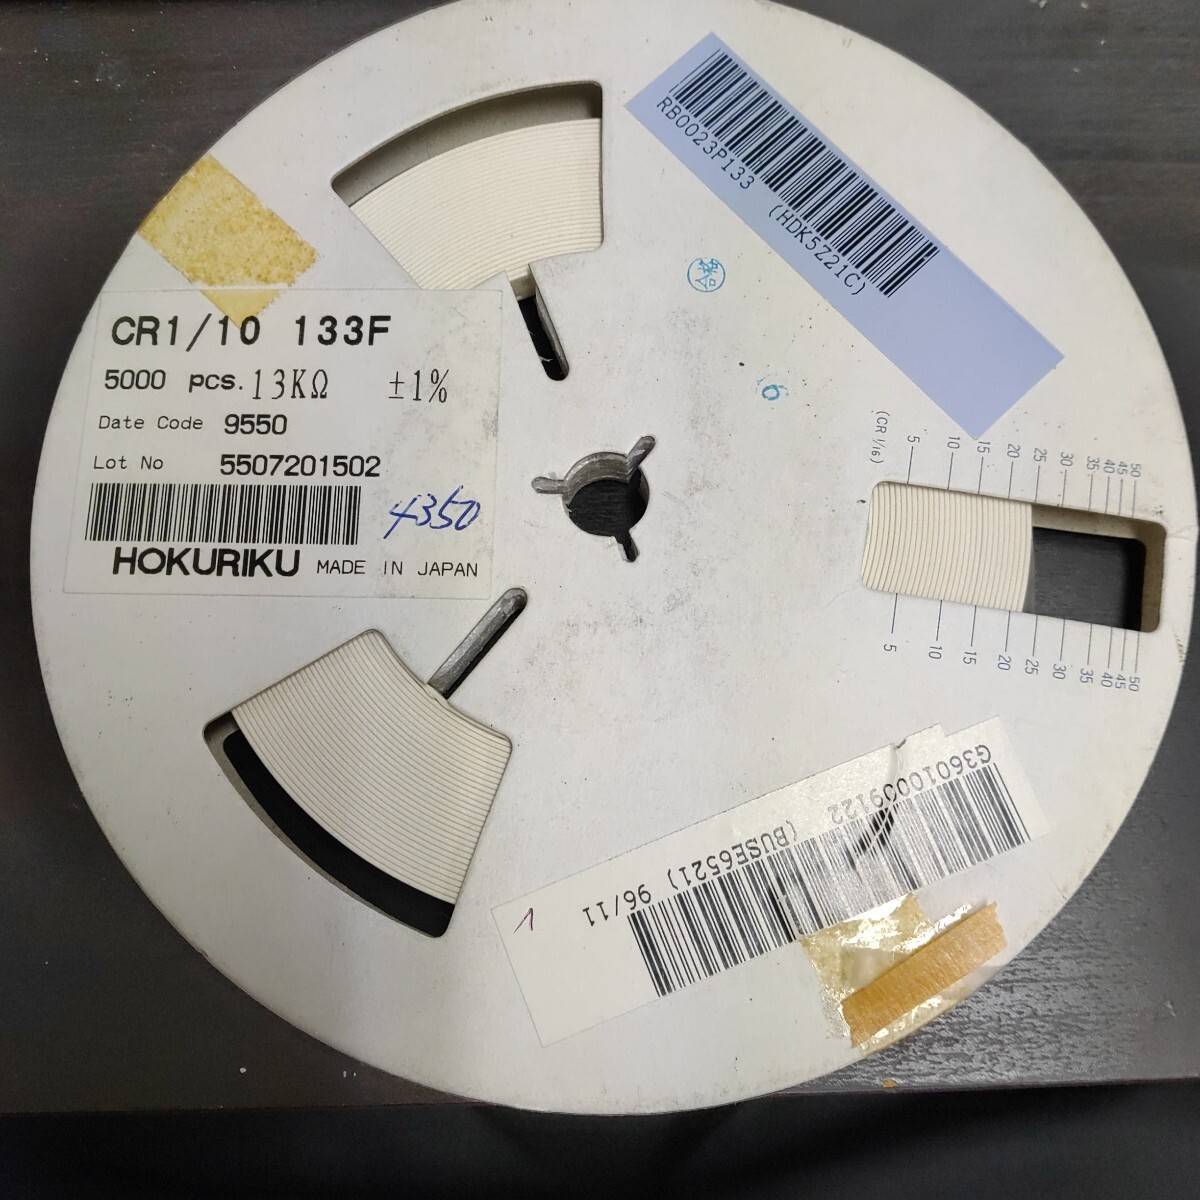 CR1/10 133F
5000 pcs. 13KΩ ±1%
Date Code 9550
Lot No 5507201502
4350
HOKURIKU MADE IN JAPAN
RB0023P133 (HDK5Z21C)
6
(CR 1/16)
5 10 15 20 25 30 35 40 45 50
5 10 15 20 25 30 35 40 45 50
G36010009122 (BUSE6521) 96/11
1